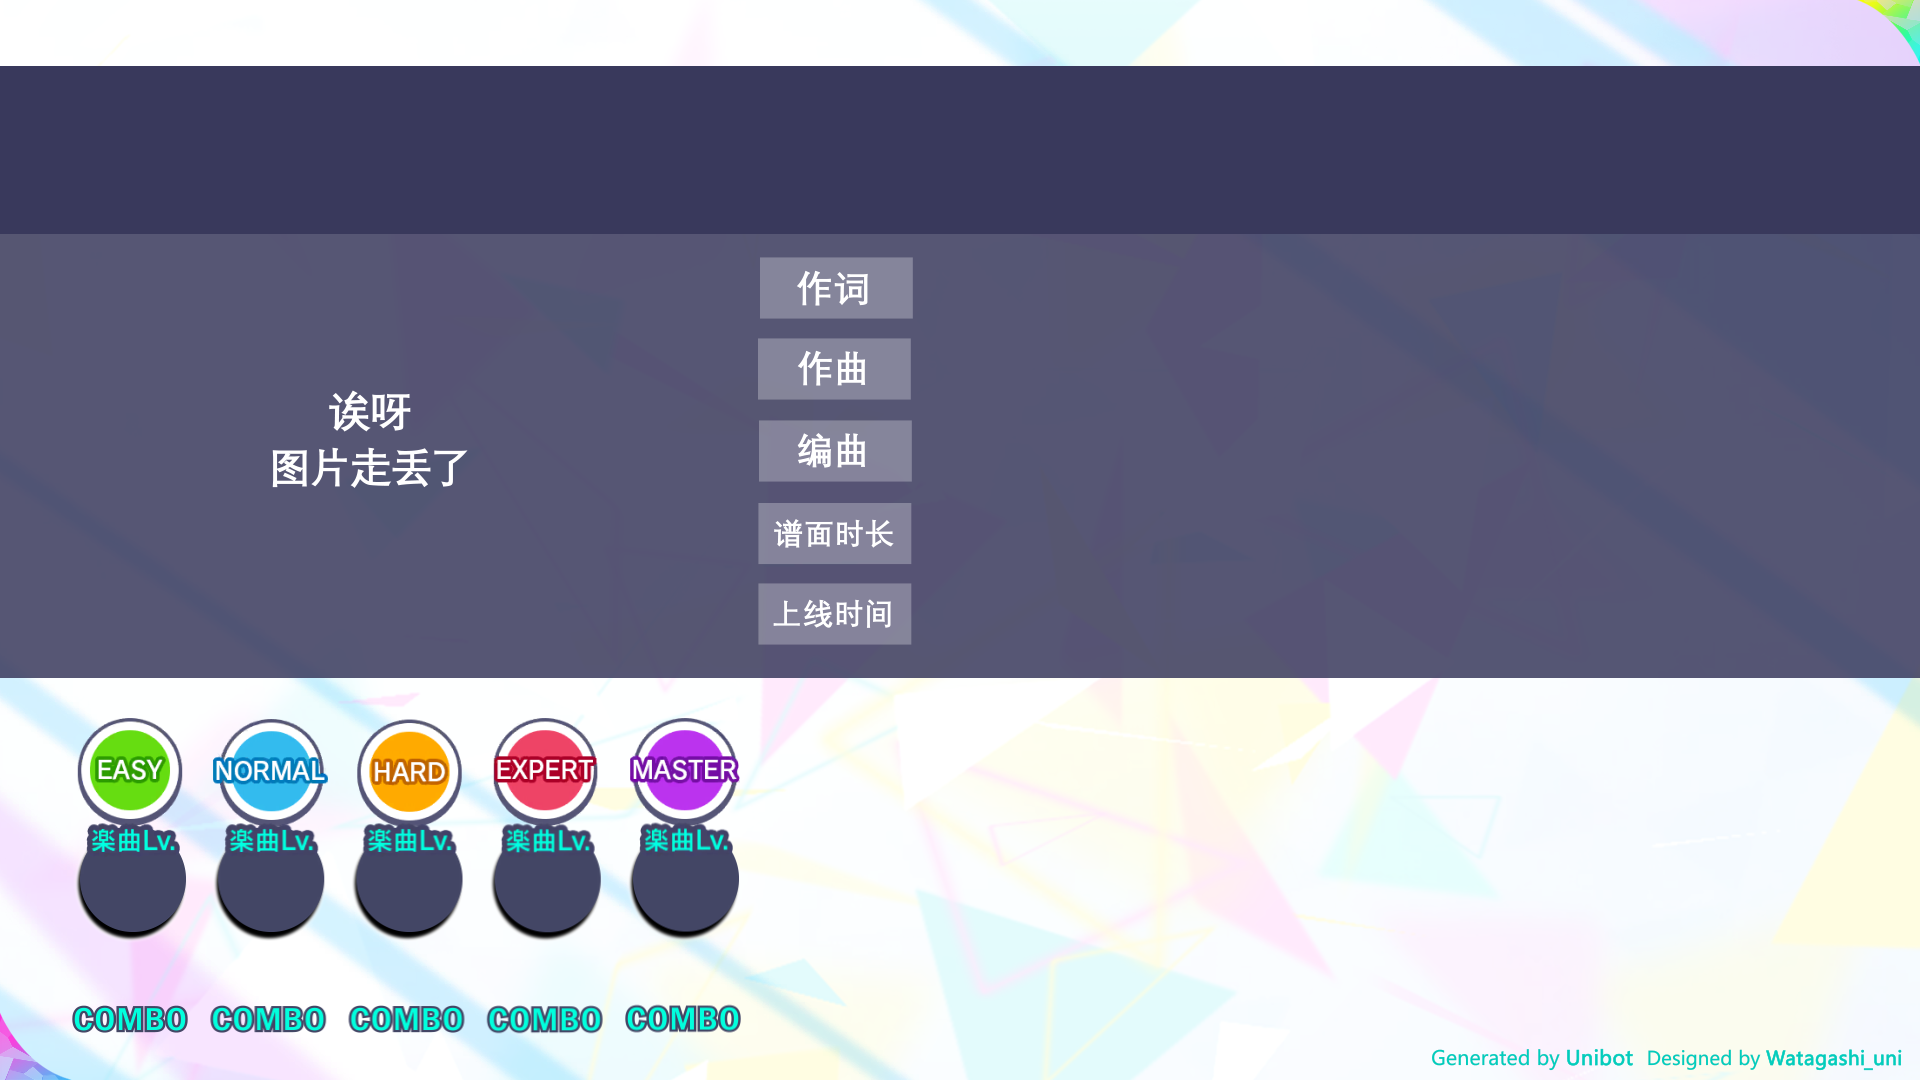 作词
作曲
编曲
谱面时长
上线时间
诶呀
图片走丢了
EASY NORMAL HARD EXPERT MASTER
楽曲Lv. 楽曲Lv. 楽曲Lv. 楽曲Lv. 楽曲Lv.
COMBO COMBO COMBO COMBO COMBO
Generated by Unibot Designed by Watagashi_uni